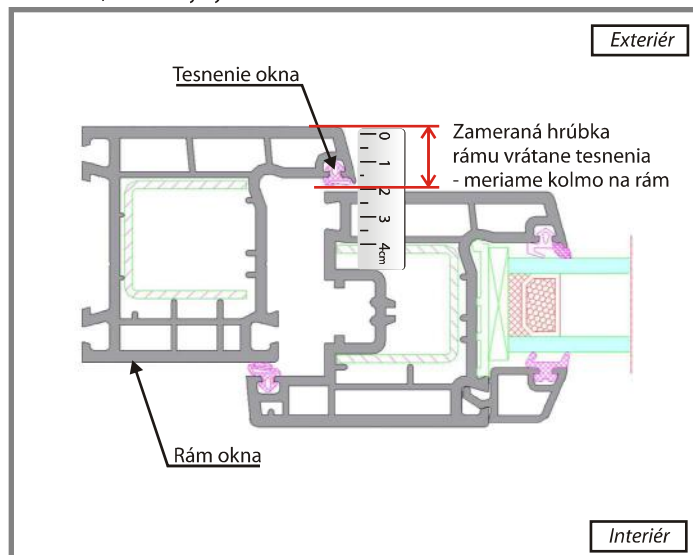 Exteriér
Tesnenie okna
Zameraná hrúbka
rámu vrátane tesnenia
- meriame kolmo na rám
0
1
2
3
4cm
Rám okna
Interiér